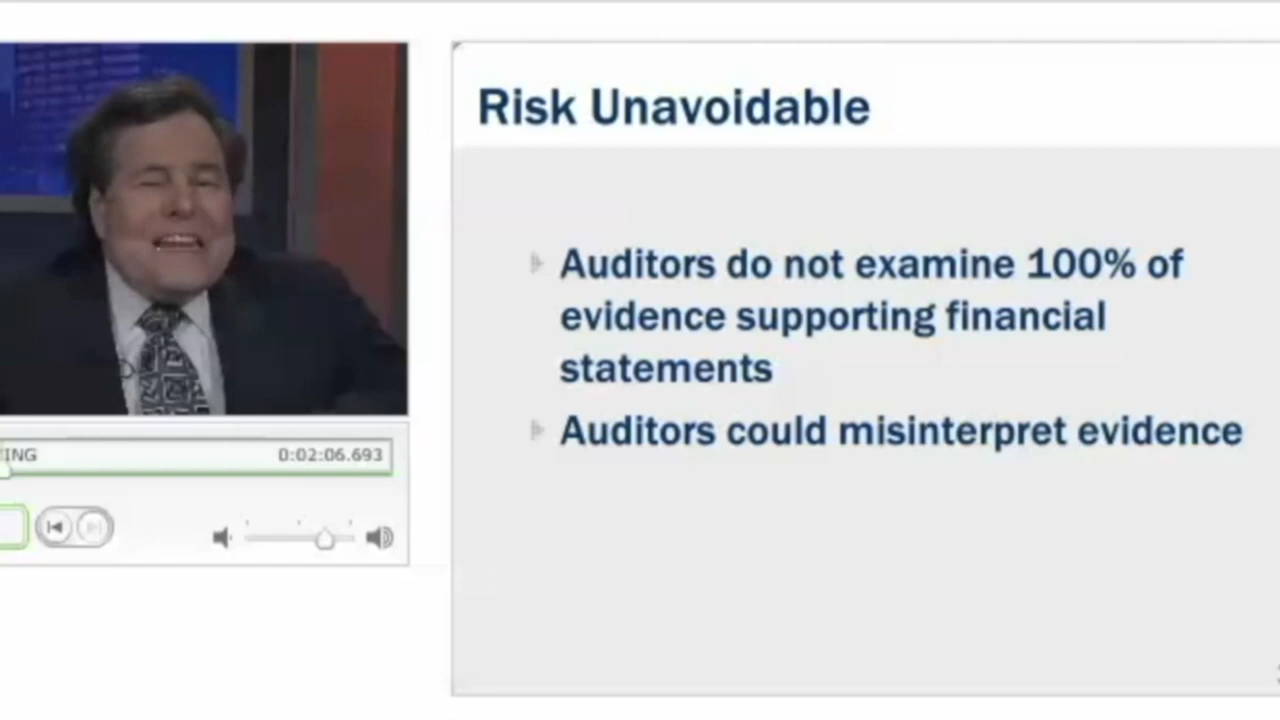 Risk Unavoidable
Auditors do not examine 100% of
evidence supporting financial
statements
Auditors could misinterpret evidence
ING
0:02:06.693